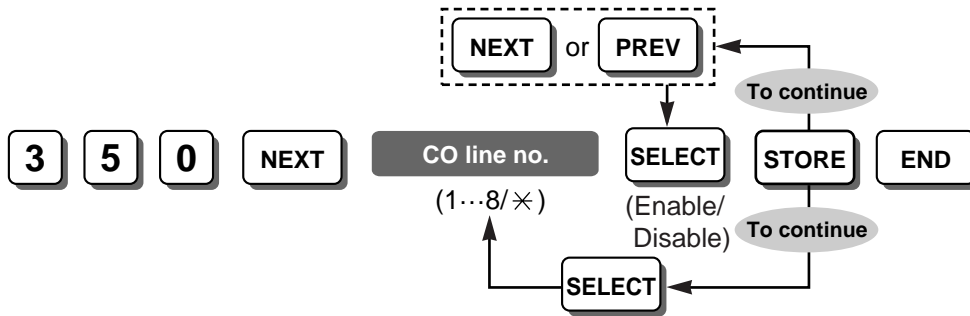 NEXT or PREV
To continue
3 5 0 NEXT CO line no. SELECT STORE END
(1···8/✳)
(Enable/
Disable)
To continue
SELECT